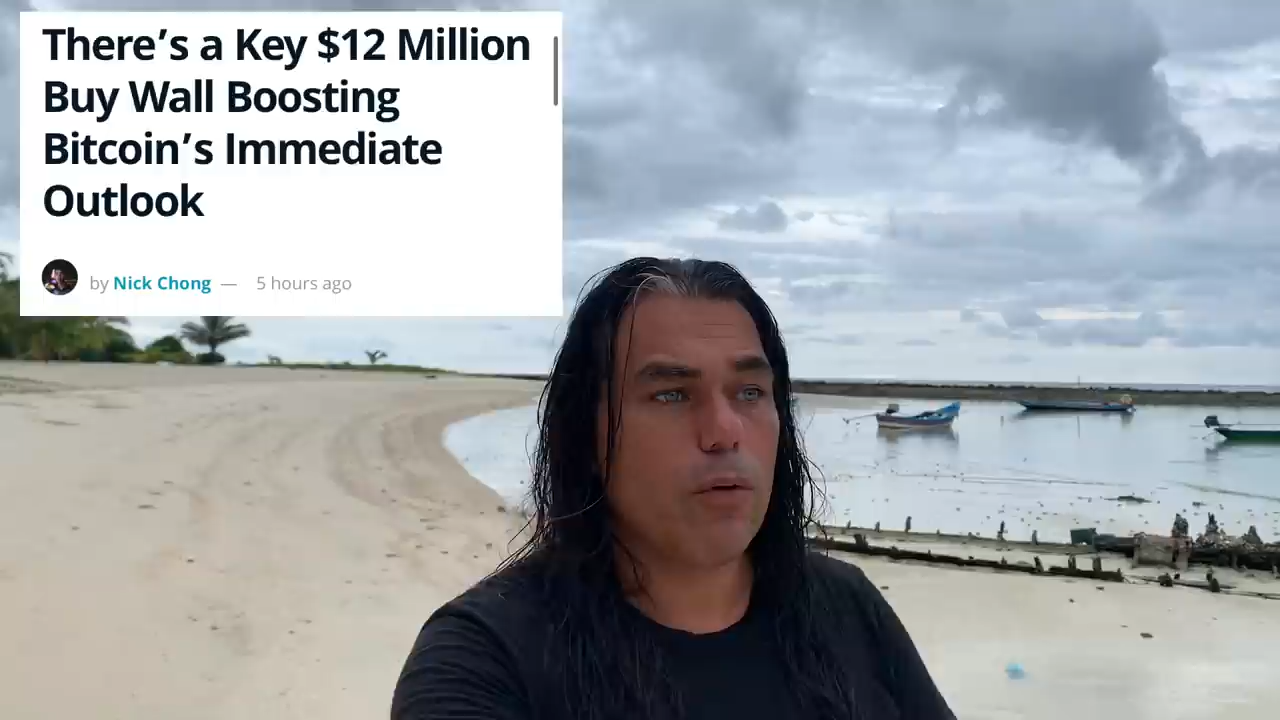 There's a Key $12 Million
Buy Wall Boosting
Bitcoin's Immediate
Outlook
by Nick Chong — 5 hours ago